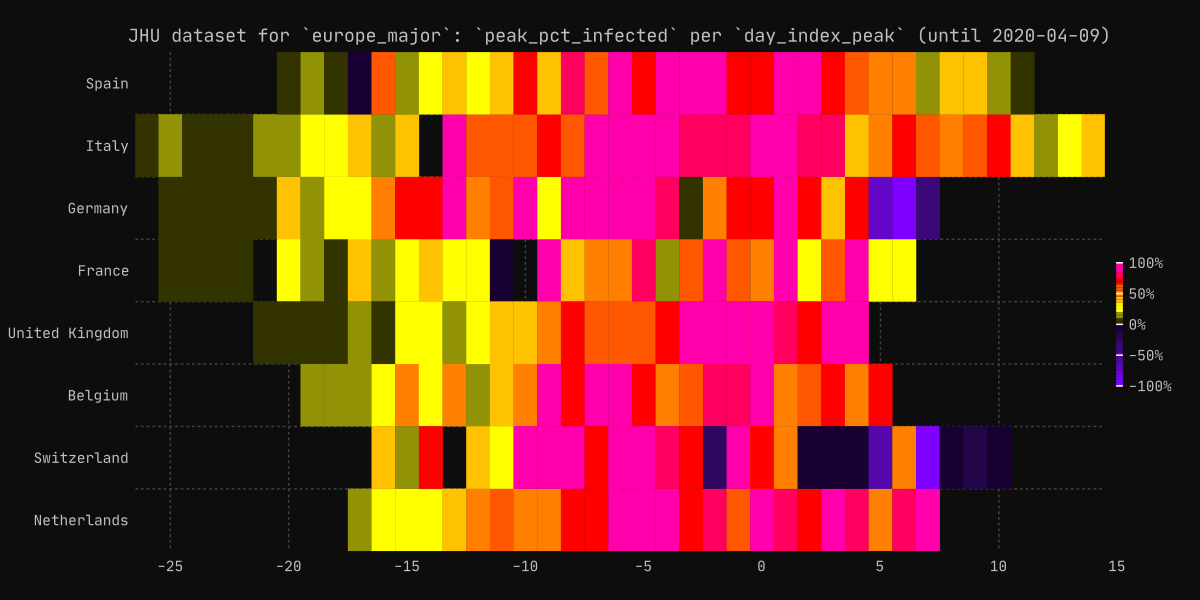 JHU dataset for `europe_major`: `peak_pct_infected` per `day_index_peak` (until 2020-04-09)
Spain
Italy
Germany
France
United Kingdom
Belgium
Switzerland
Netherlands
100%
50%
0%
−50%
−100%
−25 −20 −15 −10 −5 0 5 10 15